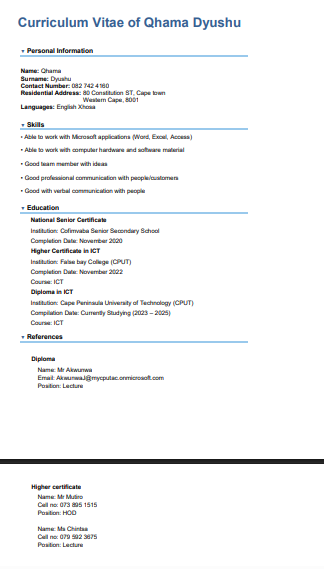 Curriculum Vitae of Qhama Dyushu
▾ Personal Information
Name: Qhama
Surname: Dyushu
Contact Number: 082 742 4160
Residential Address: 80 Constitution ST, Cape town
Western Cape, 8001
Languages: English Xhosa
▾ Skills
• Able to work with Microsoft applications (Word, Excel, Access)
• Able to work with computer hardware and software material
• Good team member with ideas
• Good professional communication with people/customers
• Good with verbal communication with people
▾ Education
National Senior Certificate
Institution: Cofimvaba Senior Secondary School
Completion Date: November 2020
Higher Certificate in ICT
Institution: False bay College (CPUT)
Completion Date: November 2022
Course: ICT
Diploma in ICT
Institution: Cape Peninsula University of Technology (CPUT)
Compilation Date: Currently Studying (2023 – 2025)
Course: ICT
▾ References
Diploma
Name: Mr Akwunwa
Email: AkwunwaJ@mycputac.onmicrosoft.com
Position: Lecture
Higher certificate
Name: Mr Mutiro
Cell no: 073 895 1515
Position: HOD
Name: Ms Chintsa
Cell no: 079 592 3675
Position: Lecture